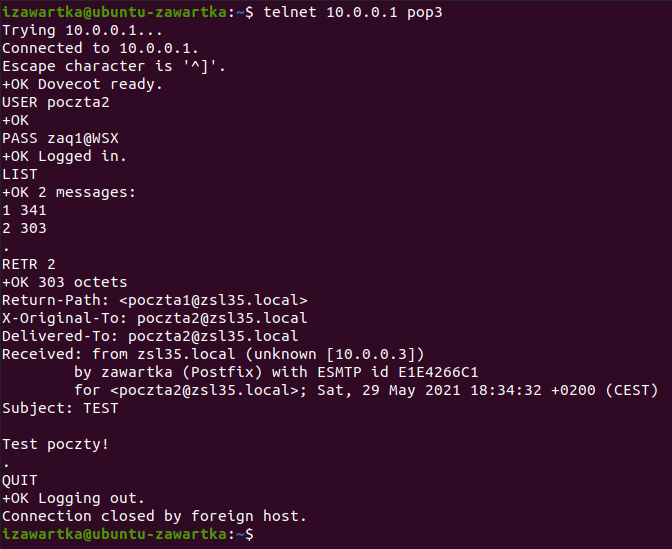 izawartka@ubuntu-zawartka:~$ telnet 10.0.0.1 pop3
Trying 10.0.0.1...
Connected to 10.0.0.1.
Escape character is '^]'.
+OK Dovecot ready.
USER poczta2
+OK
PASS zaq1@WSX
+OK Logged in.
LIST
+OK 2 messages:
1 341
2 303
.
RETR 2
+OK 303 octets
Return-Path: <poczta1@zsl35.local>
X-Original-To: poczta2@zsl35.local
Delivered-To: poczta2@zsl35.local
Received: from zsl35.local (unknown [10.0.0.3])
        by zawartka (Postfix) with ESMTP id E1E4266C1
        for <poczta2@zsl35.local>; Sat, 29 May 2021 18:34:32 +0200 (CEST)
Subject: TEST

Test poczty!
.
QUIT
+OK Logging out.
Connection closed by foreign host.
izawartka@ubuntu-zawartka:~$